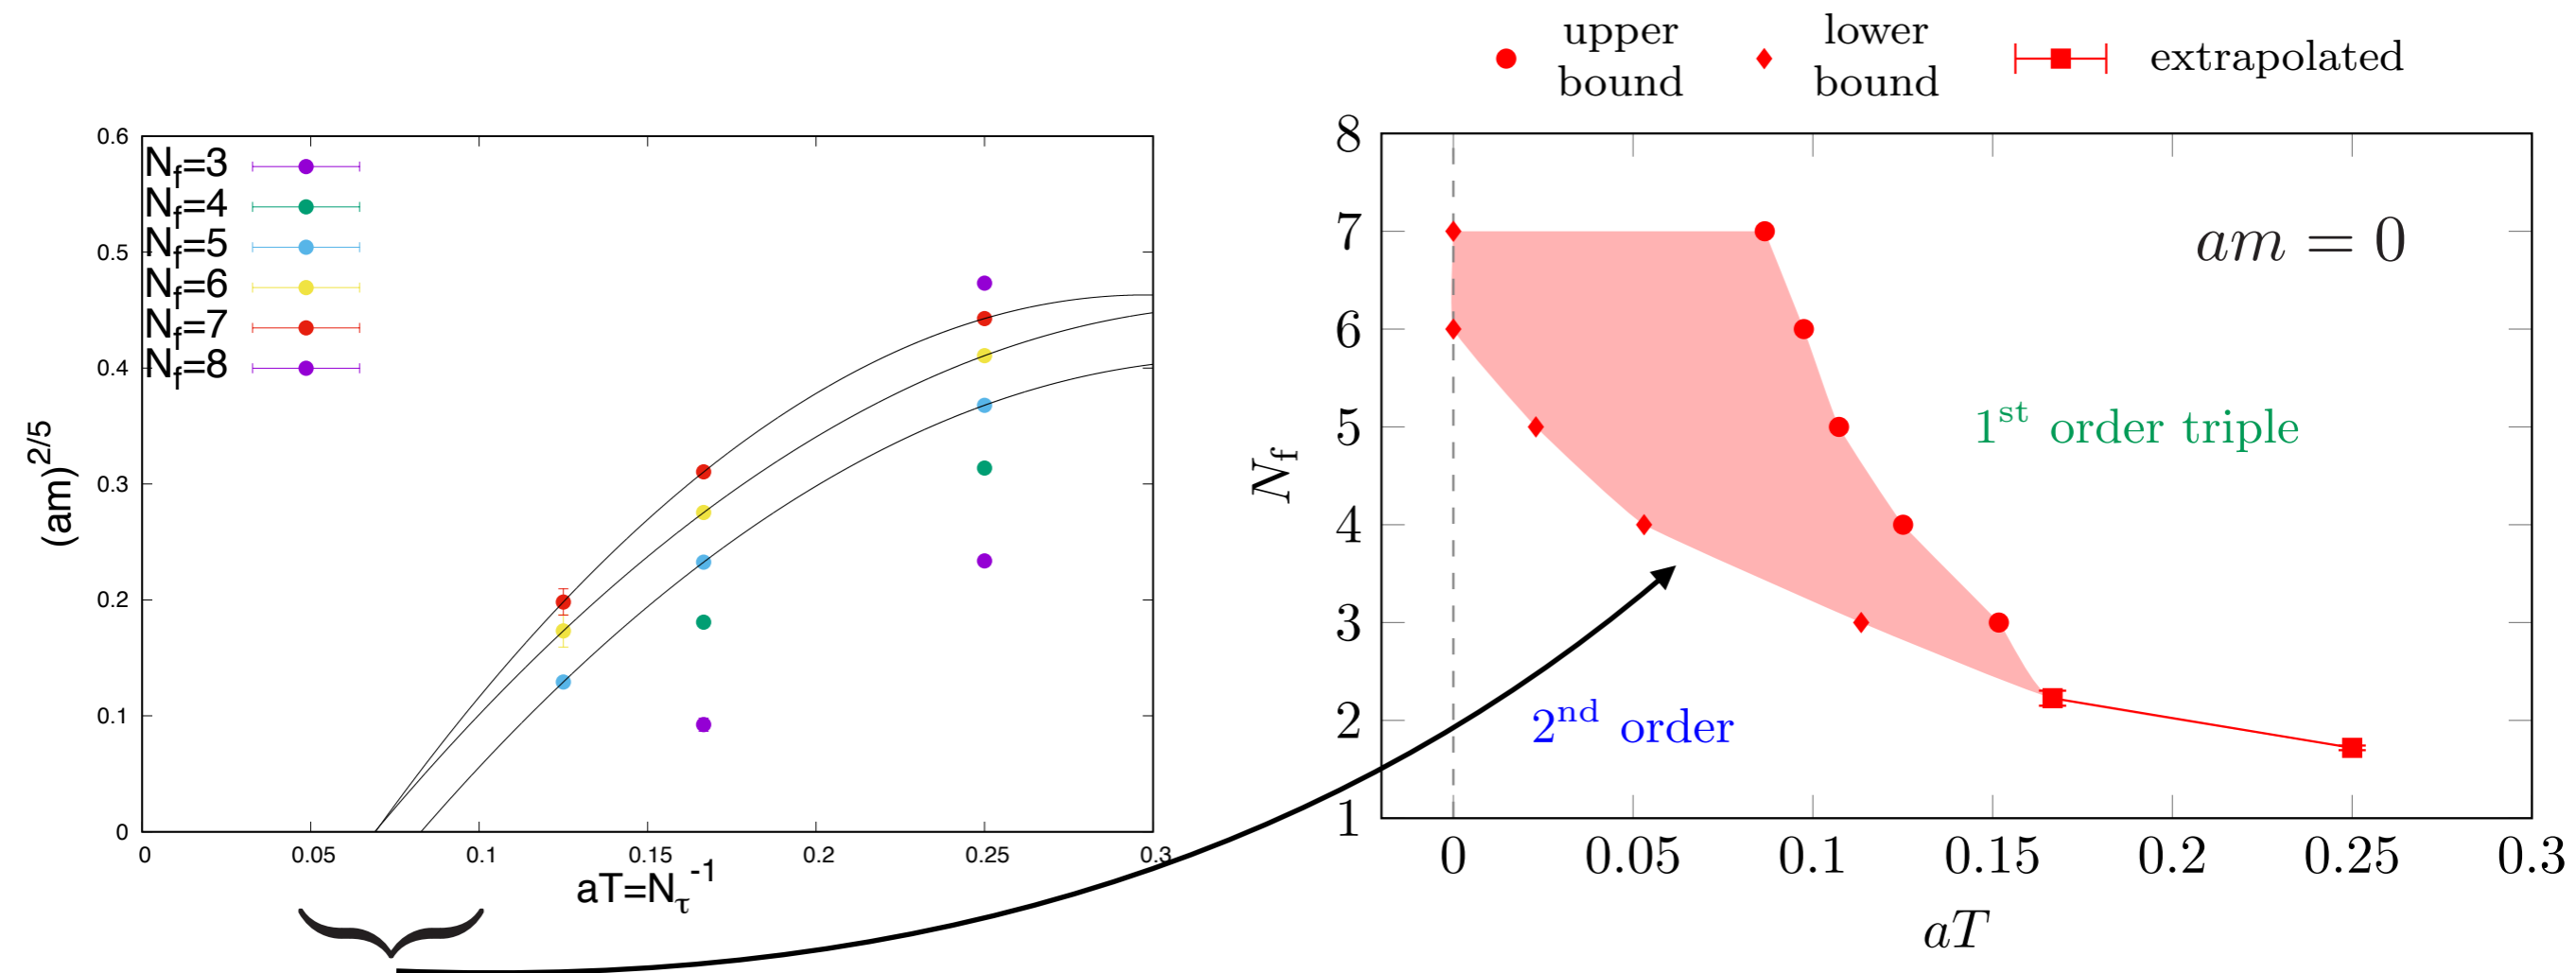 upper bound
lower bound
extrapolated
0.6
0.5
0.4
0.3
0.2
0.1
0
N_f=3
N_f=4
N_f=5
N_f=6
N_f=7
N_f=8
(am)^{2/5}
0 0.05 0.1 0.15 0.2 0.25 0.3
aT=N_τ^{-1}
8
7
6
5
4
3
2
1
N_f
am = 0
1^{st} order triple
2^{nd} order
0 0.05 0.1 0.15 0.2 0.25 0.3
aT